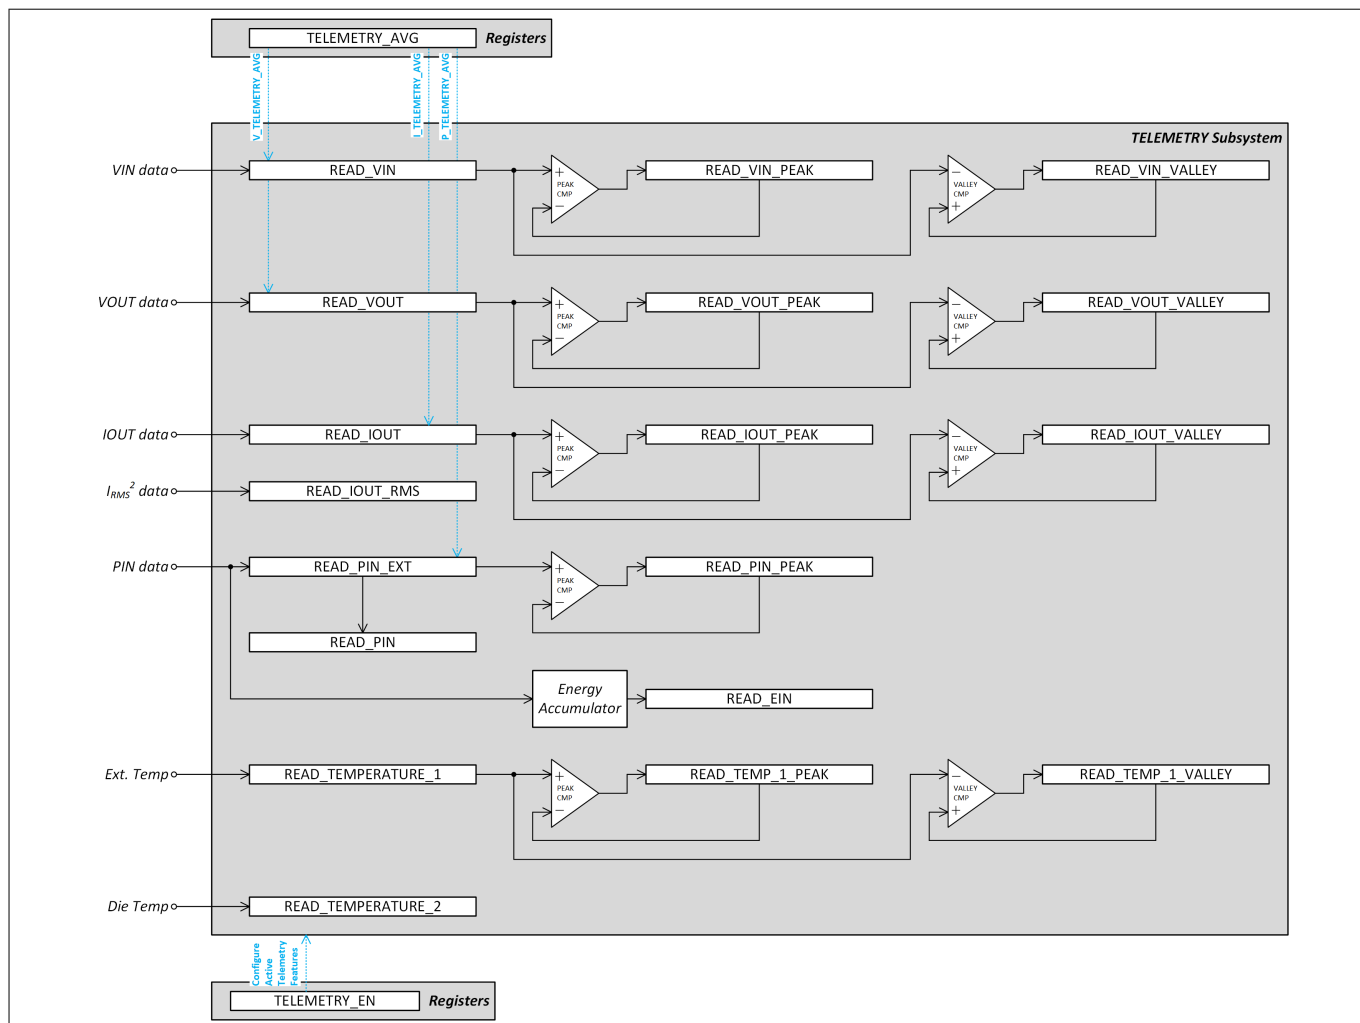 TELEMETRY_AVG
Registers
V_TELEMETRY_AVG
I_TELEMETRY_AVG
P_TELEMETRY_AVG
TELEMETRY Subsystem
VIN data
READ_VIN
+
PEAK
CMP
−
READ_VIN_PEAK
−
VALLEY
CMP
+
READ_VIN_VALLEY
VOUT data
READ_VOUT
+
PEAK
CMP
−
READ_VOUT_PEAK
−
VALLEY
CMP
+
READ_VOUT_VALLEY
IOUT data
READ_IOUT
+
PEAK
CMP
−
READ_IOUT_PEAK
−
VALLEY
CMP
+
READ_IOUT_VALLEY
I_RMS² data
READ_IOUT_RMS
PIN data
READ_PIN_EXT
+
PEAK
CMP
−
READ_PIN_PEAK
READ_PIN
Energy
Accumulator
READ_EIN
Ext. Temp
READ_TEMPERATURE_1
+
PEAK
CMP
−
READ_TEMP_1_PEAK
−
VALLEY
CMP
+
READ_TEMP_1_VALLEY
Die Temp
READ_TEMPERATURE_2
Configure
Active
Telemetry
Features
TELEMETRY_EN
Registers